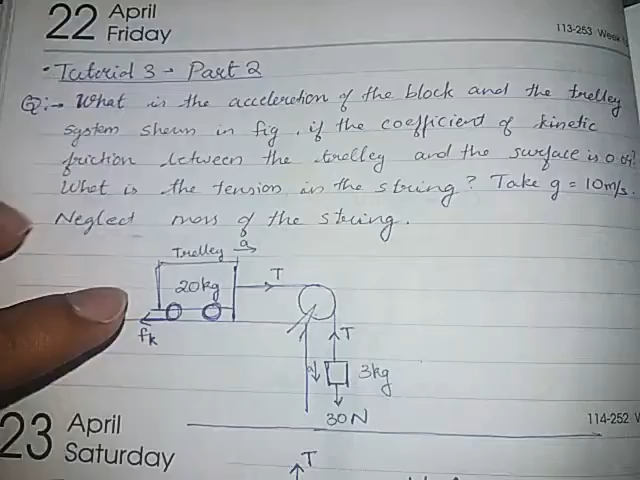 22 April
Friday
113-253 Week
Tutorial 3 - Part 2
Q:- What is the acceleration of the block and the trolley
system shown in fig, if the coefficient of kinetic
friction between the trolley and the surface is 0.04?
What is the tension in the string? Take g = 10m/s.
Neglect mass of the string.
Trolley a
20kg
T
fk
T
a
3kg
30N
23 April
Saturday
114-252 W
T